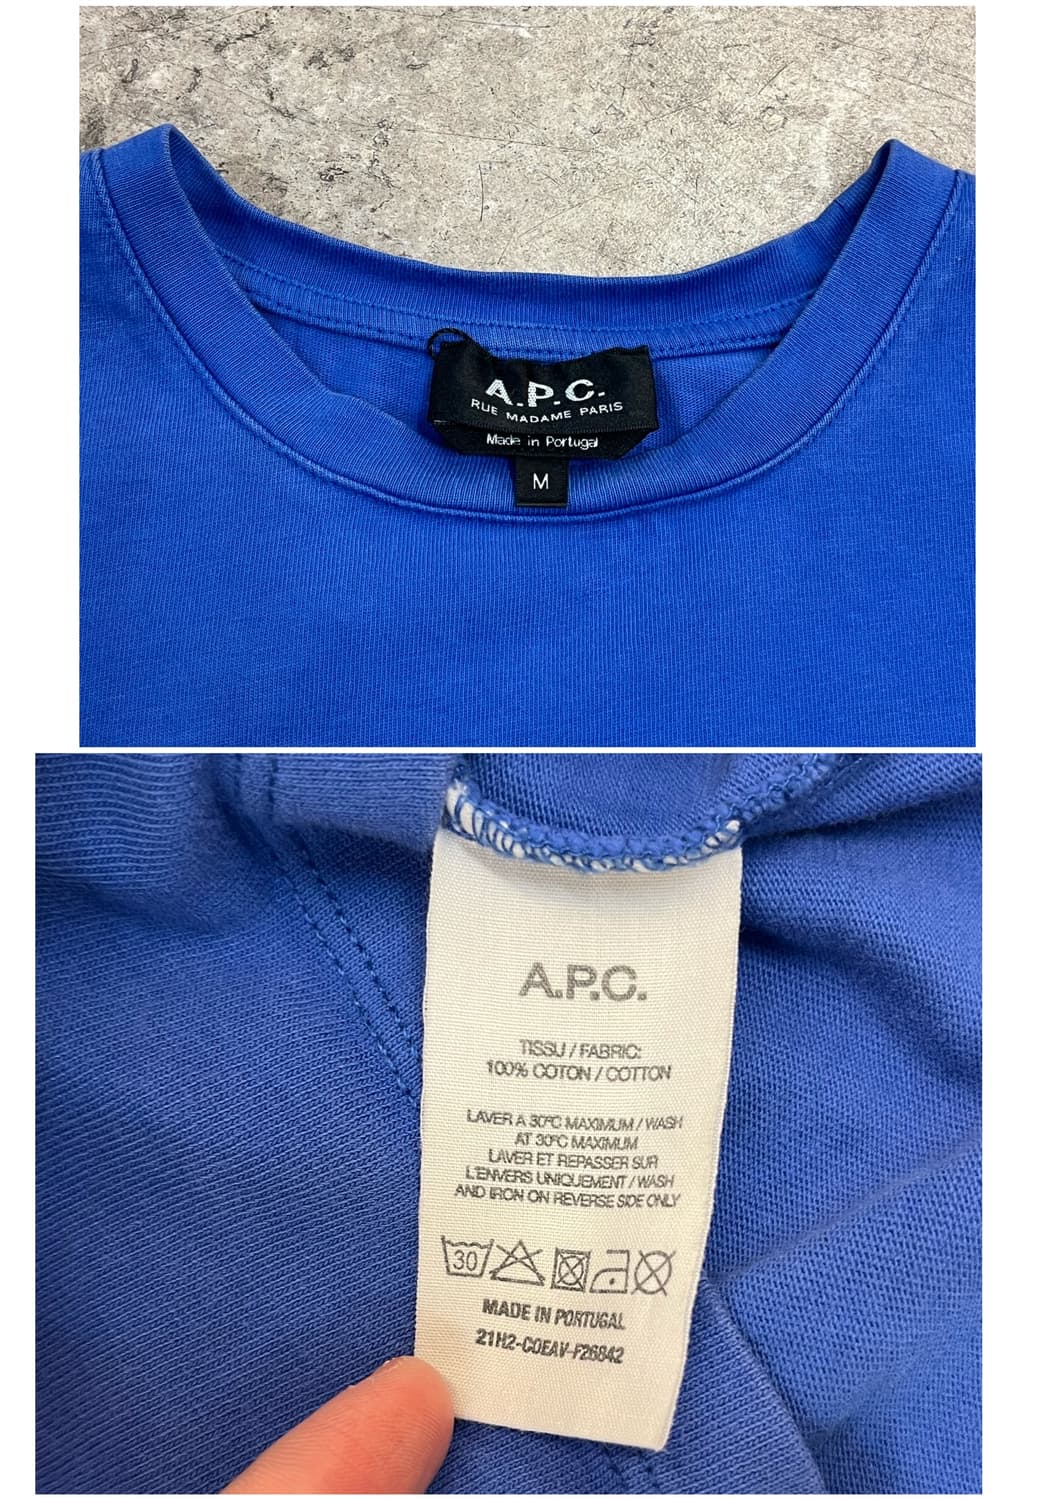 A.P.C.
RUE MADAME PARIS
Made in Portugal
M
A.P.C.
TISSU / FABRIC:
100% COTON / COTTON
LAVER A 30°C MAXIMUM / WASH
AT 30°C MAXIMUM
LAVER ET REPASSER SUR
L'ENVERS UNIQUEMENT / WASH
AND IRON ON REVERSE SIDE ONLY
30
MADE IN PORTUGAL
21H2-COEAV-F26842